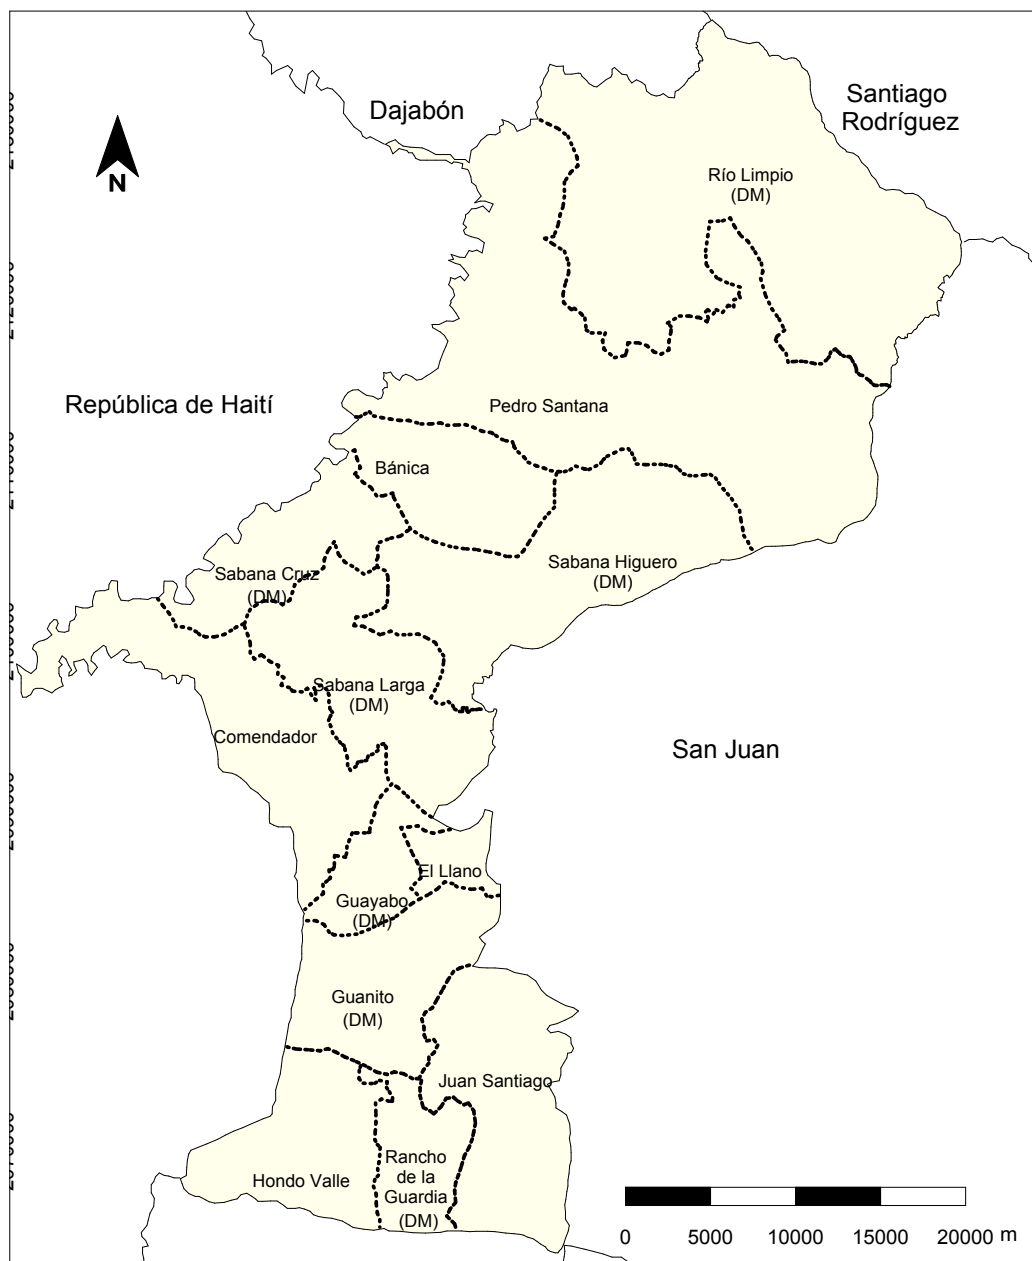 Dajabón
Santiago
Rodríguez
N
Río Limpio
(DM)
República de Haití
Pedro Santana
Bánica
Sabana Higuero
(DM)
Sabana Cruz
(DM)
Sabana Larga
(DM)
Comendador
San Juan
El Llano
Guayabo
(DM)
Guanito
(DM)
Juan Santiago
Hondo Valle
Rancho
de la
Guardia
(DM)
0 5000 10000 15000 20000 m